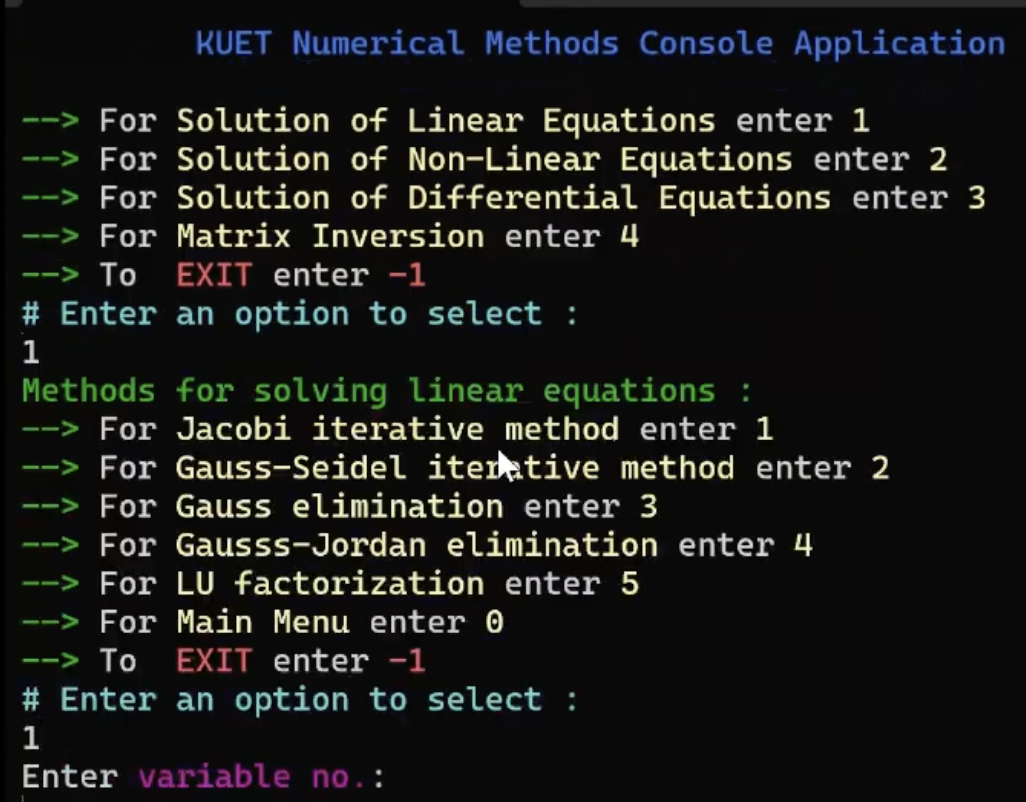 KUET Numerical Methods Console Application
--> For Solution of Linear Equations enter 1
--> For Solution of Non-Linear Equations enter 2
--> For Solution of Differential Equations enter 3
--> For Matrix Inversion enter 4
--> To  EXIT enter -1
# Enter an option to select :
1
Methods for solving linear equations :
--> For Jacobi iterative method enter 1
--> For Gauss-Seidel iterative method enter 2
--> For Gauss elimination enter 3
--> For Gausss-Jordan elimination enter 4
--> For LU factorization enter 5
--> For Main Menu enter 0
--> To  EXIT enter -1
# Enter an option to select :
1
Enter variable no.: